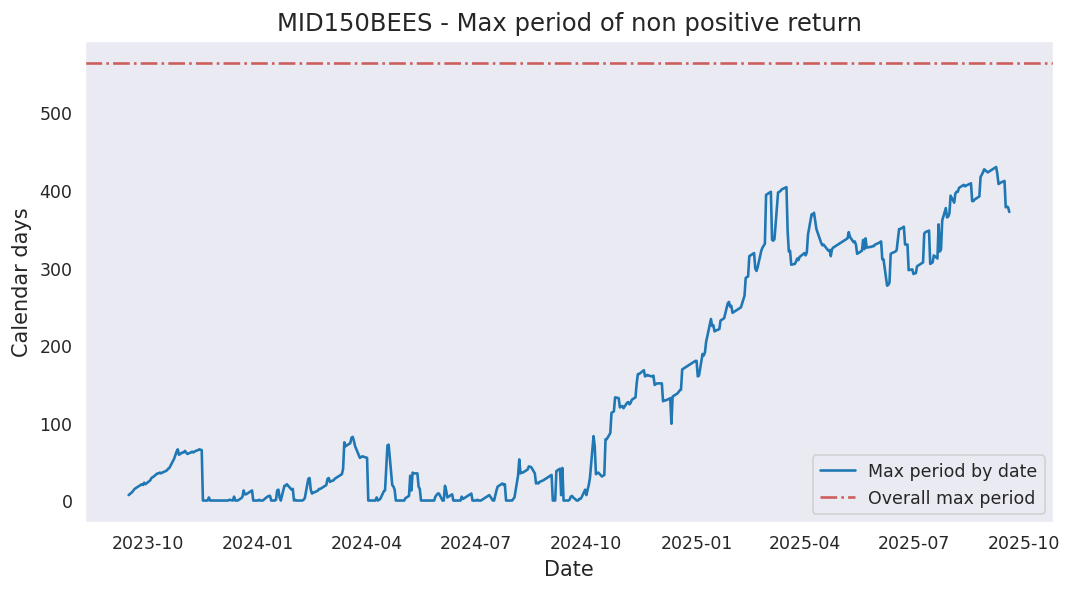 MID150BEES - Max period of non positive return
Calendar days
500
400
300
200
100
0
2023-10 2024-01 2024-04 2024-07 2024-10 2025-01 2025-04 2025-07 2025-10
Date
Max period by date
Overall max period